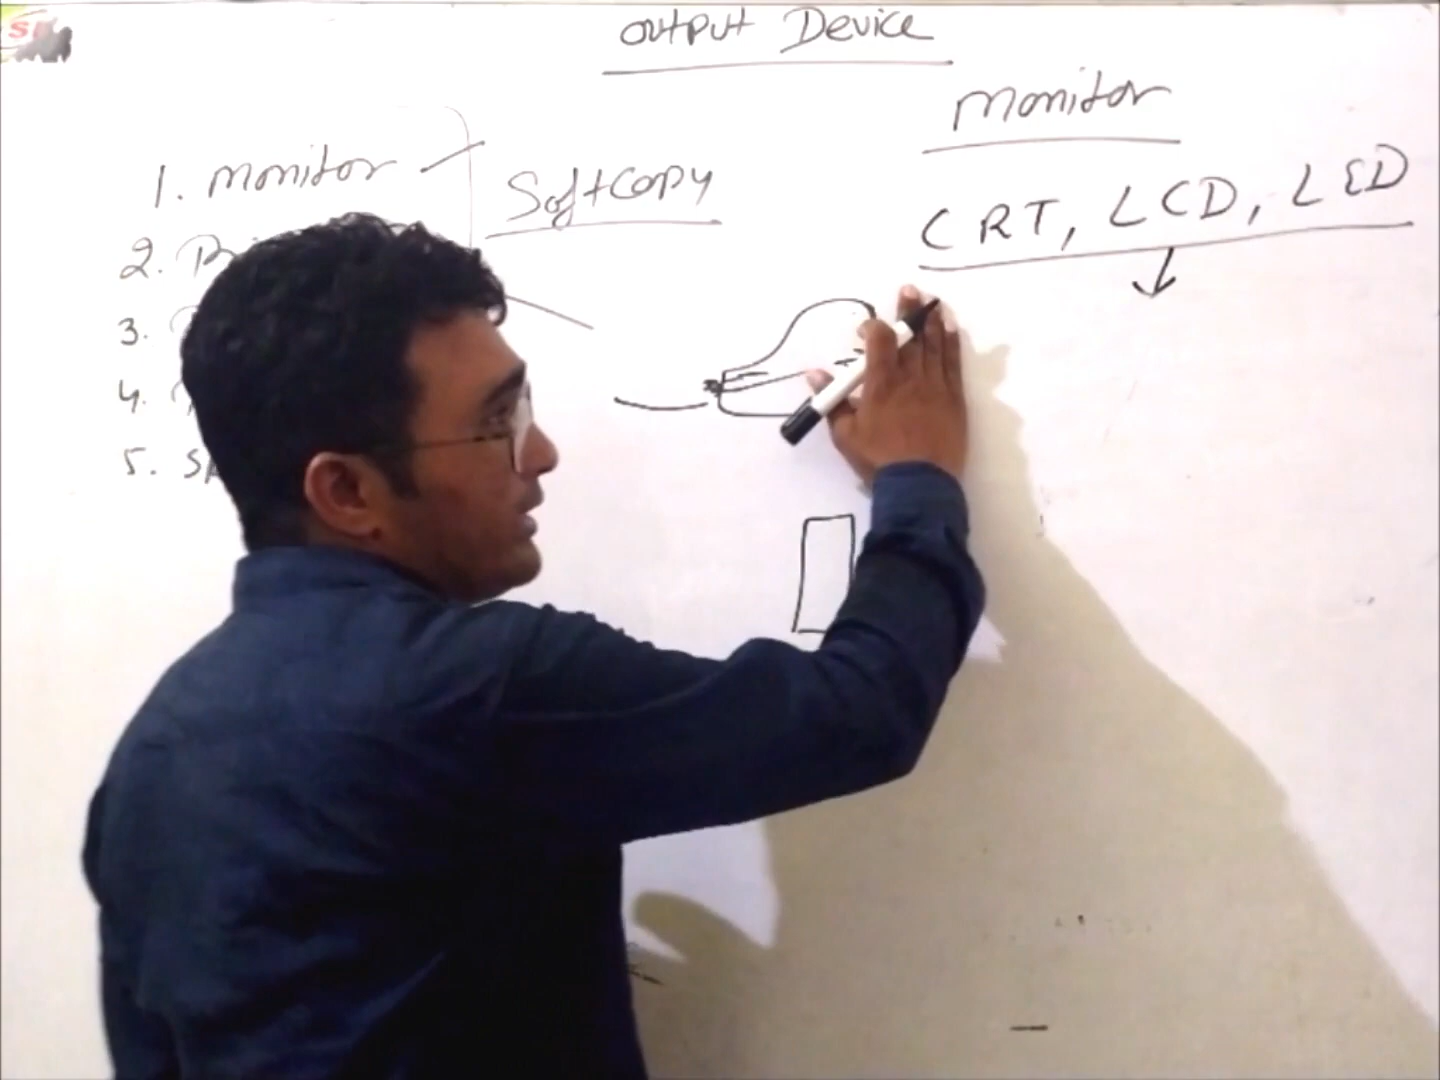 Output Device
Monitor
1. Monitor
Softcopy
CRT, LCD, LED
2.
3.
4.
5.